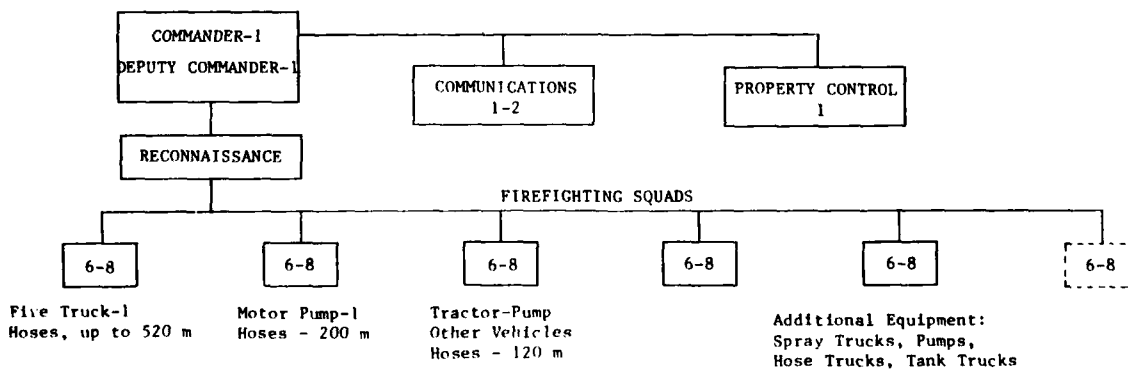 COMMANDER-1
DEPUTY COMMANDER-1
COMMUNICATIONS
1-2
PROPERTY CONTROL
1
RECONNAISSANCE
FIREFIGHTING SQUADS
6-8
6-8
6-8
6-8
6-8
6-8
Five Truck-1
Hoses, up to 520 m
Motor Pump-1
Hoses - 200 m
Tractor-Pump
Other Vehicles
Hoses - 120 m
Additional Equipment:
Spray Trucks, Pumps,
Hose Trucks, Tank Trucks